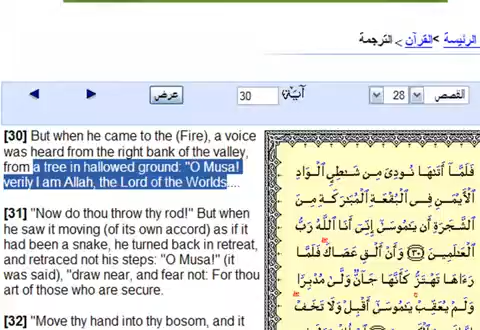 الرئيسة > القرآن > الترجمة
القصص 28 آية 30 عرض
[30] But when he came to the (Fire), a voice
was heard from the right bank of the valley,
from a tree in hallowed ground: "O Musa!
verily I am Allah, the Lord of the Worlds....
[31] "Now do thou throw thy rod!" But when
he saw it moving (of its own accord) as if it
had been a snake, he turned back in retreat,
and retraced not his steps: "O Musa!" (it
was said), "draw near, and fear not: For thou
art of those who are secure.
[32] "Move thy hand into thy bosom, and it
فَلَمَّآ أَتَىٰهَا نُودِىَ مِن شَٰطِئِ ٱلْوَادِ
ٱلْأَيْمَنِ فِى ٱلْبُقْعَةِ ٱلْمُبَٰرَكَةِ مِنَ
ٱلشَّجَرَةِ أَن يَٰمُوسَىٰٓ إِنِّىٓ أَنَا ٱللَّهُ رَبُّ
ٱلْعَٰلَمِينَ ٣٠ وَأَنْ أَلْقِ عَصَاكَ فَلَمَّا
رَءَاهَا تَهْتَزُّ كَأَنَّهَا جَآنٌّ وَلَّىٰ مُدْبِرًا
وَلَمْ يُعَقِّبْ يَٰمُوسَىٰٓ أَقْبِلْ وَلَا تَخَفْ